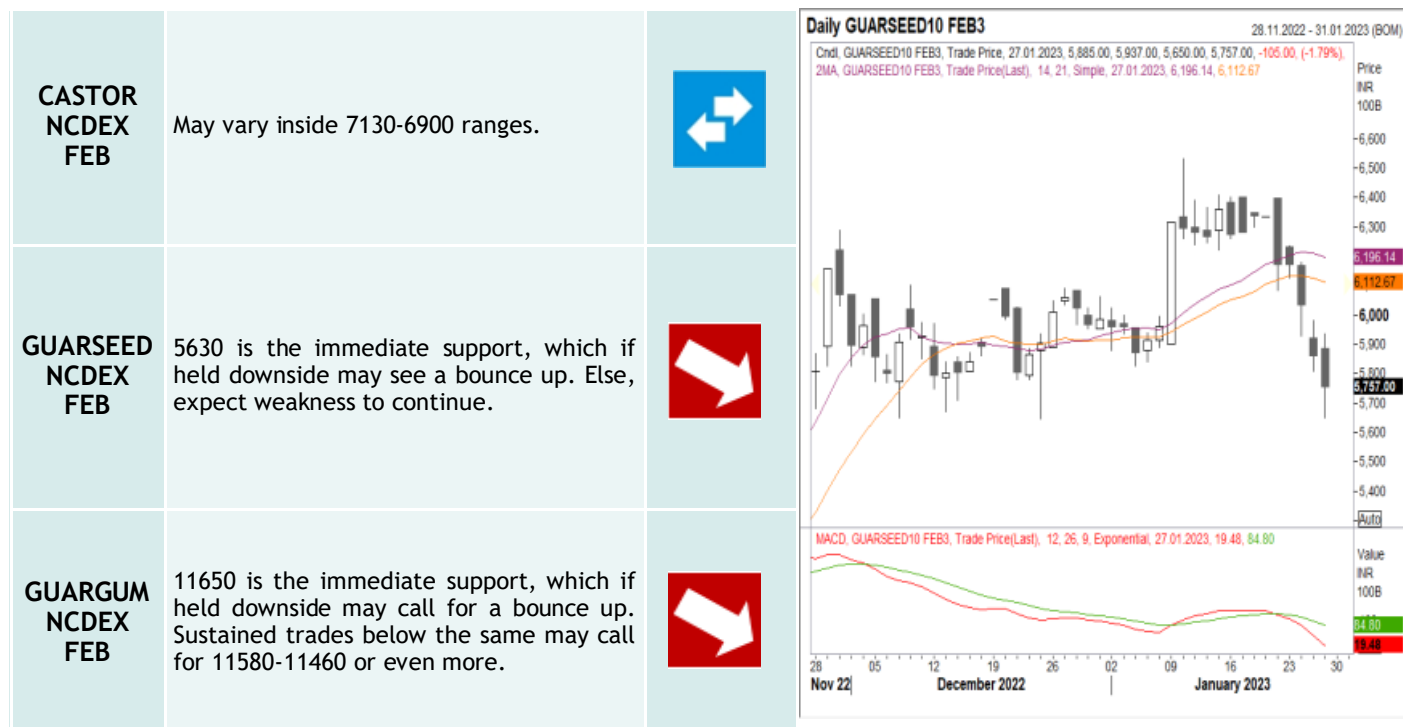 CASTOR
NCDEX
FEB
May vary inside 7130-6900 ranges.
GUARSEED
NCDEX
FEB
5630 is the immediate support, which if
held downside may see a bounce up. Else,
expect weakness to continue.
GUARGUM
NCDEX
FEB
11650 is the immediate support, which if
held downside may call for a bounce up.
Sustained trades below the same may call
for 11580-11460 or even more.
Daily GUARSEED10 FEB3
28.11.2022 - 31.01.2023 (BOM)
Cndl, GUARSEED10 FEB3, Trade Price, 27.01.2023, 5,885.00, 5,937.00, 5,650.00, 5,757.00, -105.00, (-1.79%),
2MA, GUARSEED10 FEB3, Trade Price(Last), 14, 21, Simple, 27.01.2023, 6,196.14, 6,112.67
Price
INR
100B
6,600
6,500
6,400
6,300
6,196.14
6,112.67
6,000
5,900
5,800
5,757.00
5,700
5,600
5,500
5,400
Auto
MACD, GUARSEED10 FEB3, Trade Price(Last), 12, 26, 9, Exponential, 27.01.2023, 19.48, 84.80
Value
INR
100B
84.80
19.48
28 05 12 19 26 02 09 16 23 30
Nov 22 December 2022 January 2023